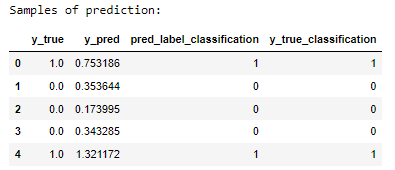 Samples of prediction:
y_true y_pred pred_label_classification y_true_classification
0 1.0 0.753186 1 1
1 0.0 0.353644 0 0
2 0.0 0.173995 0 0
3 0.0 0.343285 0 0
4 1.0 1.321172 1 1